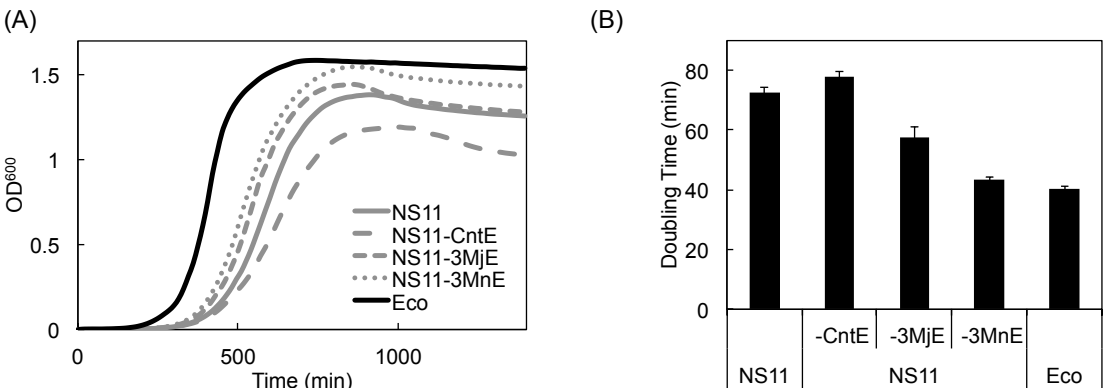 (A)
1.5
1
0.5
0
OD600
0
500
1000
Time (min)
NS11
NS11-CntE
NS11-3MjE
NS11-3MnE
Eco
(B)
80
60
40
20
0
Doubling Time (min)
-CntE
-3MjE
-3MnE
NS11
NS11
Eco